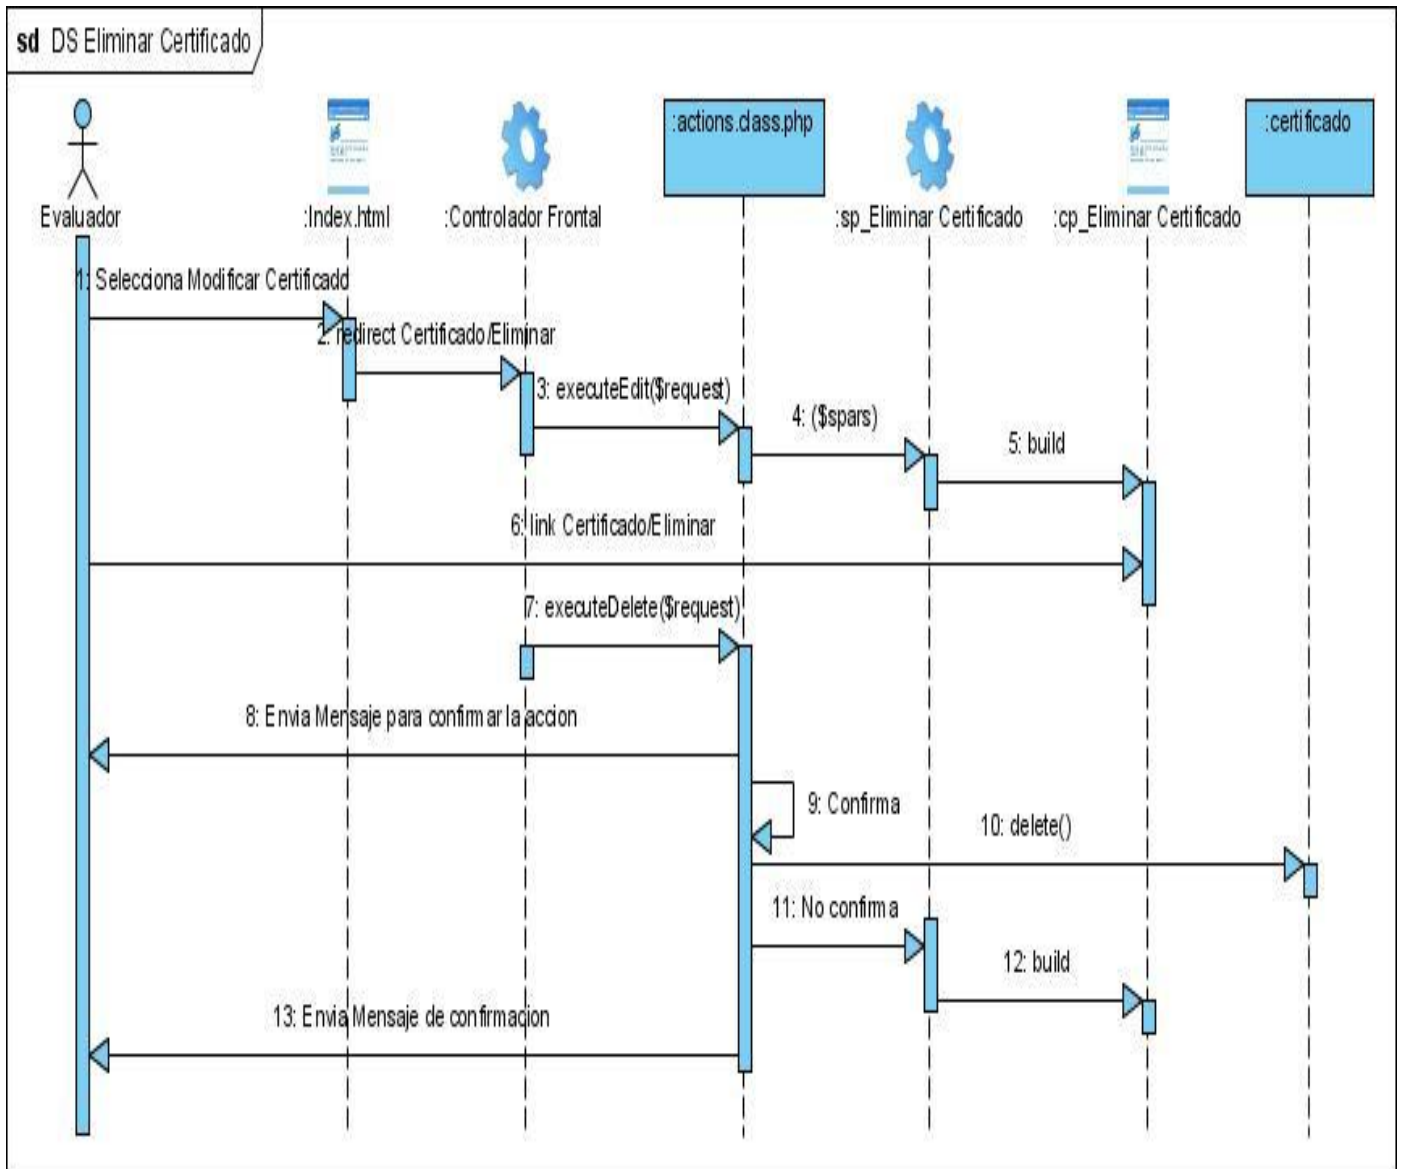 sd DS Eliminar Certificado
:actions.class.php
:certificado
Evaluador
:Index.html
:Controlador Frontal
:sp_Eliminar Certificado
:cp_Eliminar Certificado
1: Selecciona Modificar Certificado
2: redirect Certificado/Eliminar
3: executeEdit($request)
4: ($spars)
5: build
6: link Certificado/Eliminar
7: executeDelete($request)
8: Envia Mensaje para confirmar la accion
9: Confirma
10: delete()
11: No confirma
12: build
13: Envia Mensaje de confirmacion